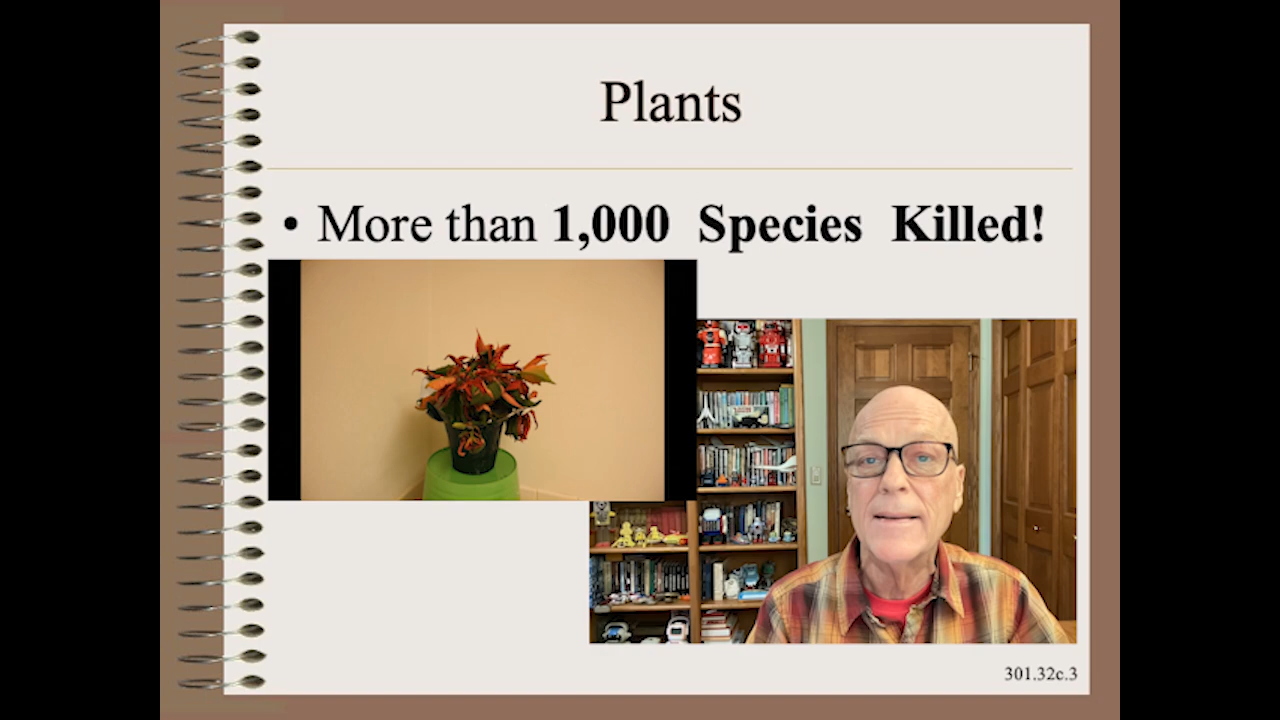 Plants
• More than 1,000 Species Killed!
301.32c.3